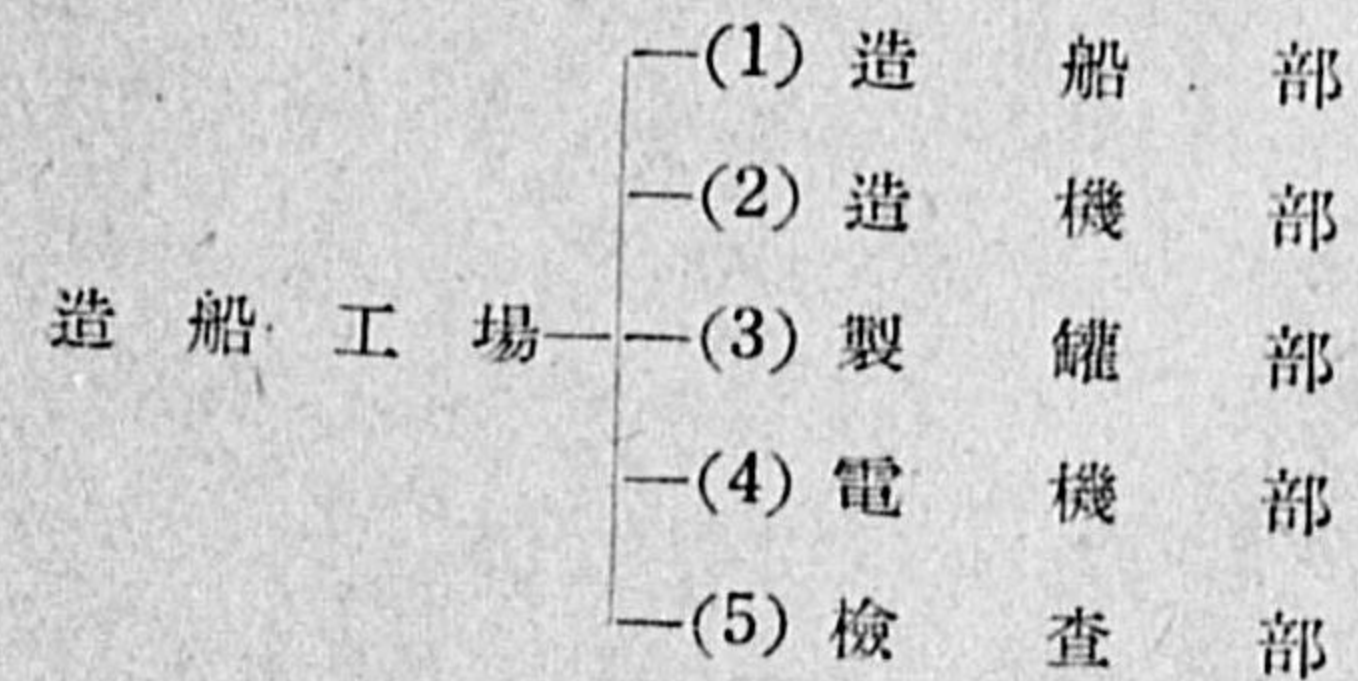 (1) 造船部
(2) 造機部
造船工場
(3) 製罐部
(4) 電機部
(5) 檢査部